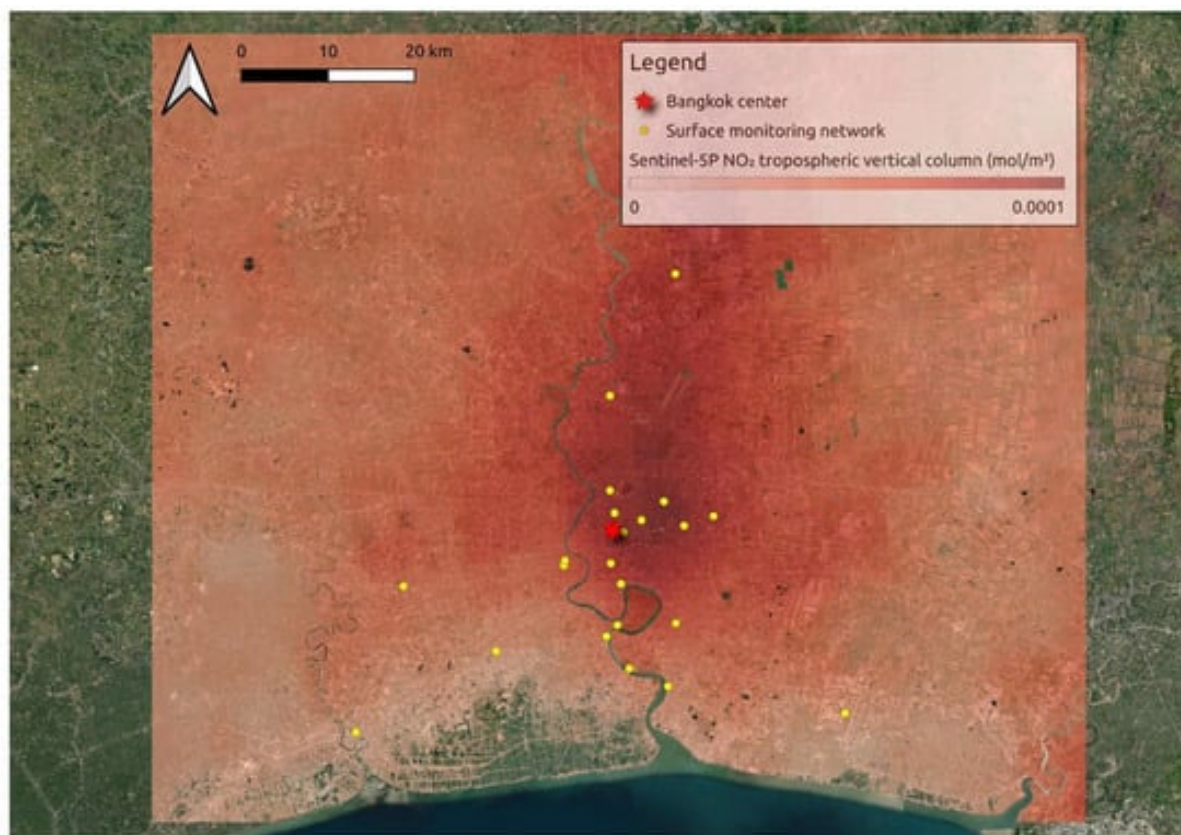 0 10 20 km
Legend
Bangkok center
Surface monitoring network
Sentinel-5P NO₂ tropospheric vertical column (mol/m²)
0 0.0001